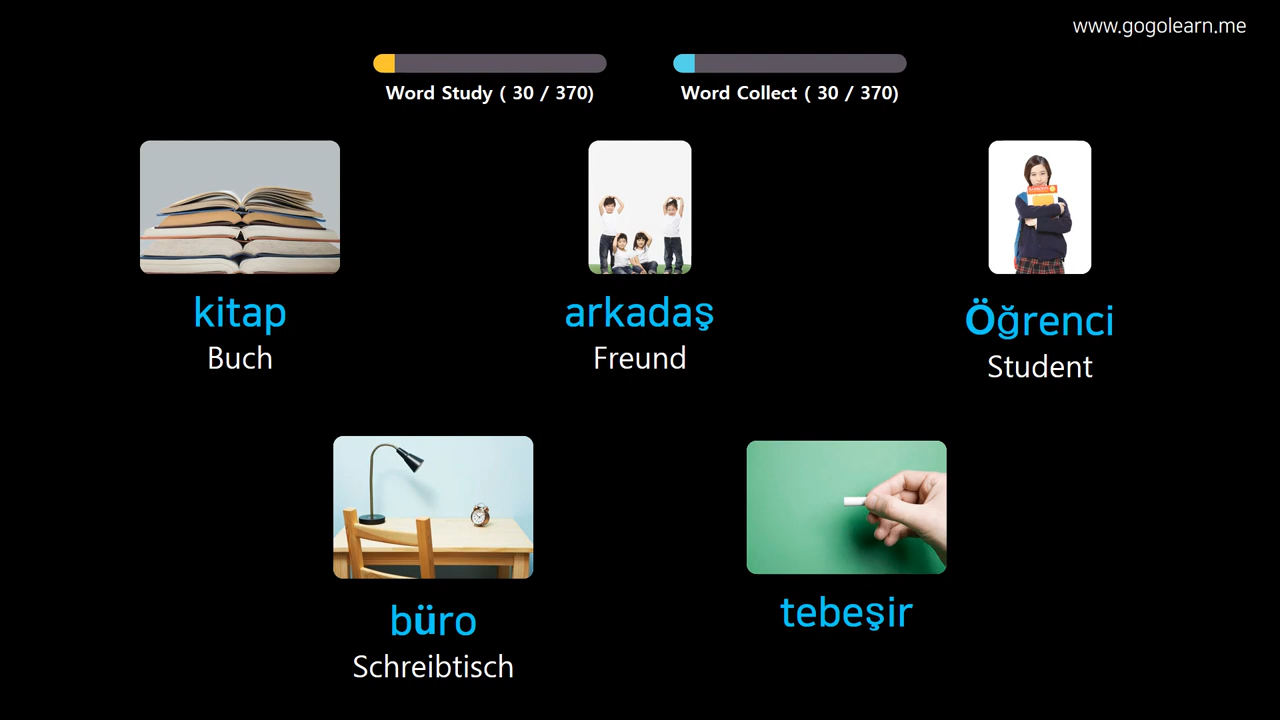 www.gogolearn.me
Word Study ( 30 / 370)
Word Collect ( 30 / 370)
kitap
Buch
arkadaş
Freund
Öğrenci
Student
büro
Schreibtisch
tebeşir